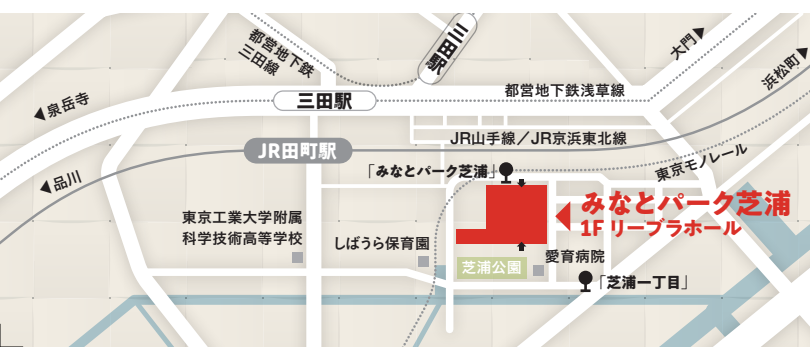 都営地下鉄
三田線
三田駅
大門▶
浜松町▶
◀泉岳寺
三田駅
都営地下鉄浅草線
JR山手線／JR京浜東北線
JR田町駅
◀品川
「みなとパーク芝浦」
東京モノレール
みなとパーク芝浦
1F リーブラホール
東京工業大学附属
科学技術高等学校
しばうら保育園
愛育病院
芝浦公園
「芝浦一丁目」